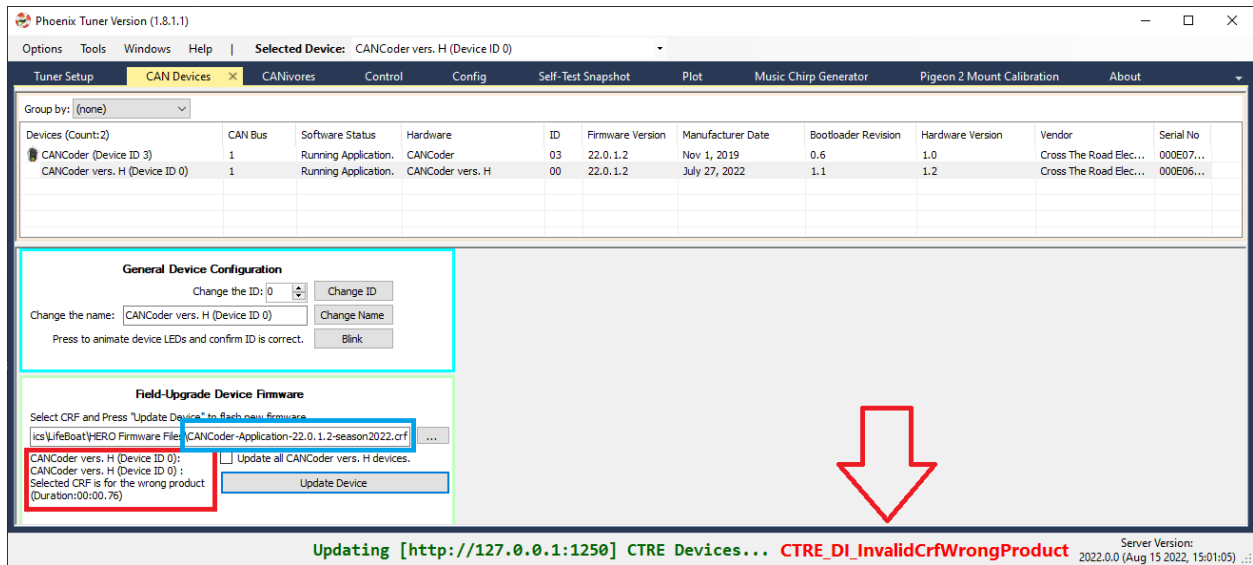 Phoenix Tuner Version (1.8.1.1)
Options Tools Windows Help | Selected Device: CANCoder vers. H (Device ID 0)
Tuner Setup CAN Devices CANivores Control Config Self-Test Snapshot Plot Music Chirp Generator Pigeon 2 Mount Calibration About
Group by: (none)
Devices (Count:2) CAN Bus Software Status Hardware ID Firmware Version Manufacturer Date Bootloader Revision Hardware Version Vendor Serial No
CANCoder (Device ID 3) 1 Running Application. CANCoder 03 22.0.1.2 Nov 1, 2019 0.6 1.0 Cross The Road Elec... 000E07...
CANCoder vers. H (Device ID 0) 1 Running Application. CANCoder vers. H 00 22.0.1.2 July 27, 2022 1.1 1.2 Cross The Road Elec... 000E06...
General Device Configuration
Change the ID: 0 Change ID
Change the name: CANCoder vers. H (Device ID 0) Change Name
Press to animate device LEDs and confirm ID is correct. Blink
Field-Upgrade Device Firmware
Select CRF and Press "Update Device" to flash new firmware
ics\LifeBoat\HERO Firmware Files\CANCoder-Application-22.0.1.2-season2022.crf ...
CANCoder vers. H (Device ID 0): Update all CANCoder vers. H devices.
CANCoder vers. H (Device ID 0) :
Selected CRF is for the wrong product Update Device
(Duration:00:00.76)
Updating [http://127.0.0.1:1250] CTRE Devices... CTRE_DI_InvalidCrfWrongProduct
Server Version:
2022.0.0 (Aug 15 2022, 15:01:05)